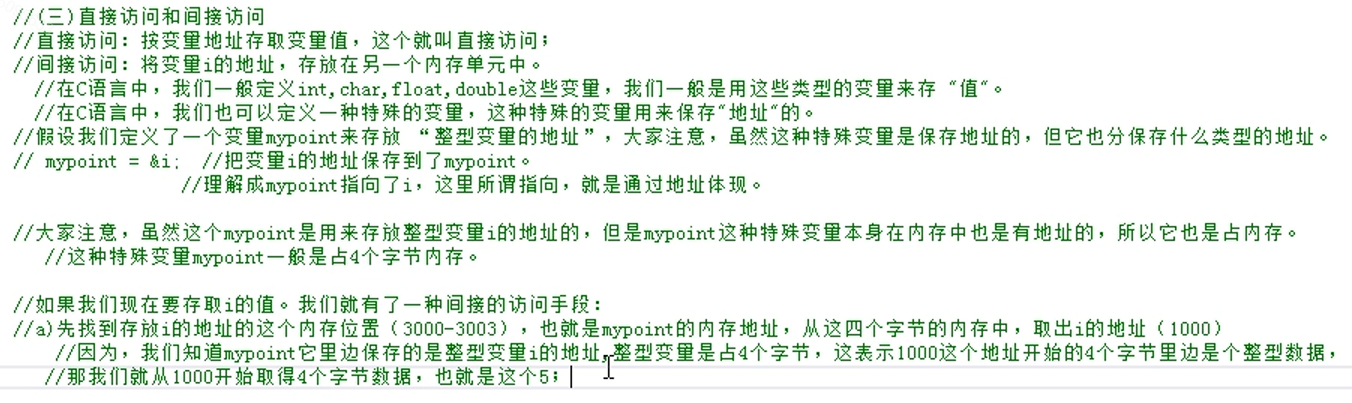 //(三)直接访问和间接访问
//直接访问：按变量地址存取变量值，这个就叫直接访问；
//间接访问：将变量i的地址，存放在另一个内存单元中。
//在C语言中，我们一般定义int,char,float,double这些变量，我们一般是用这些类型的变量来存 "值"。
//在C语言中，我们也可以定义一种特殊的变量，这种特殊的变量用来保存"地址"的。
//假设我们定义了一个变量mypoint来存放 “整型变量的地址”，大家注意，虽然这种特殊变量是保存地址的，但它也分保存什么类型的地址。
// mypoint = &i; //把变量i的地址保存到了mypoint。
//理解成mypoint指向了i，这里所谓指向，就是通过地址体现。
//大家注意，虽然这个mypoint是用来存放整型变量i的地址的，但是mypoint这种特殊变量本身在内存中也是有地址的，所以它也是占内存。
//这种特殊变量mypoint一般是占4个字节内存。
//如果我们现在要存取i的值。我们就有了一种间接的访问手段：
//a)先找到存放i的地址的这个内存位置（3000-3003），也就是mypoint的内存地址，从这四个字节的内存中，取出i的地址（1000）
//因为，我们知道mypoint它里边保存的是整型变量i的地址,整型变量是占4个字节，这表示1000这个地址开始的4个字节里边是个整型数据，
//那我们就从1000开始取得4个字节数据，也就是这个5；